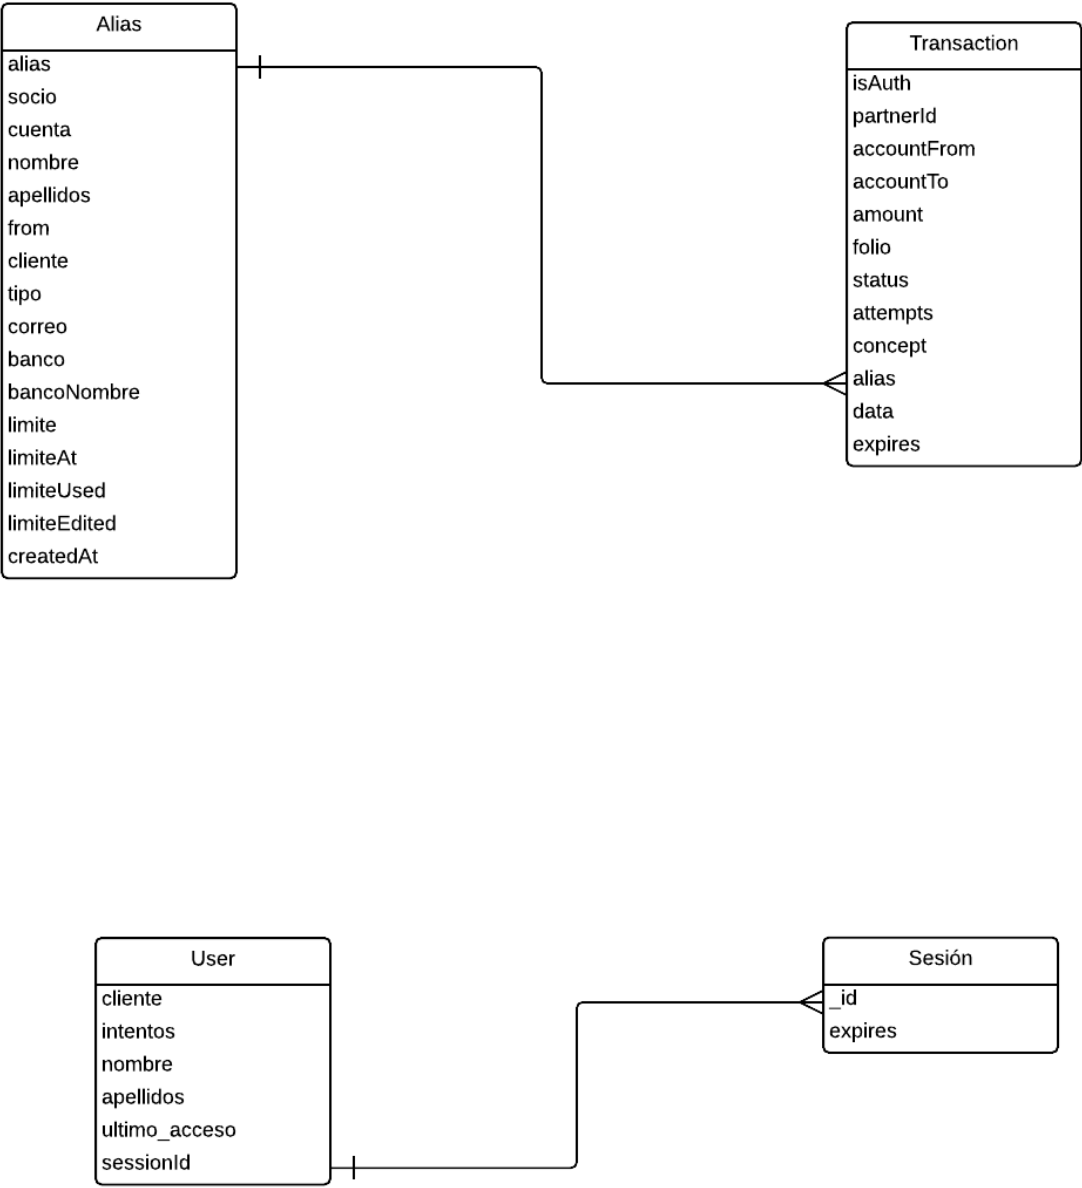 Alias
alias
socio
cuenta
nombre
apellidos
from
cliente
tipo
correo
banco
bancoNombre
limite
limiteAt
limiteUsed
limiteEdited
createdAt
Transaction
isAuth
partnerId
accountFrom
accountTo
amount
folio
status
attempts
concept
alias
data
expires
User
cliente
intentos
nombre
apellidos
ultimo_acceso
sessionId
Sesión
_id
expires